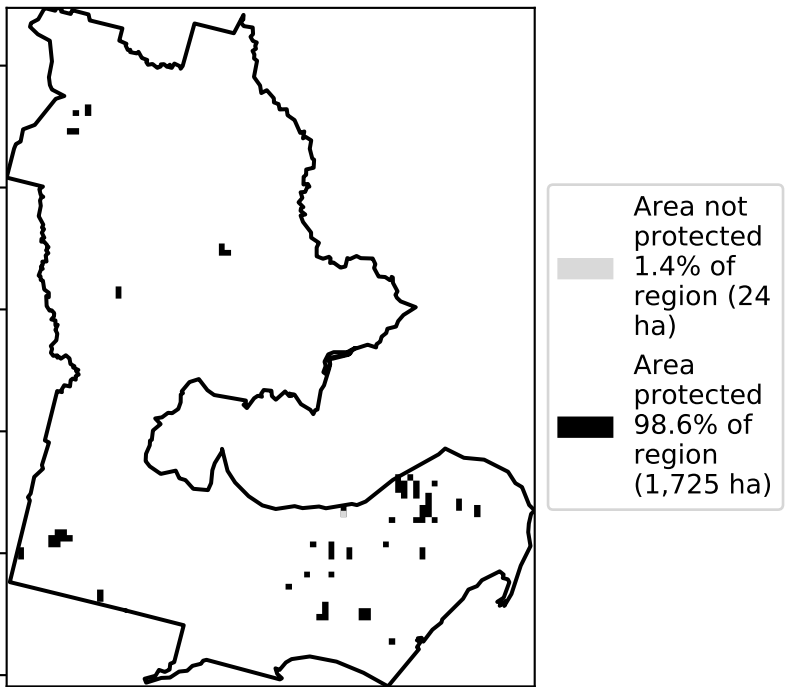 Area not
protected
1.4% of
region (24
ha)
Area
protected
98.6% of
region
(1,725 ha)